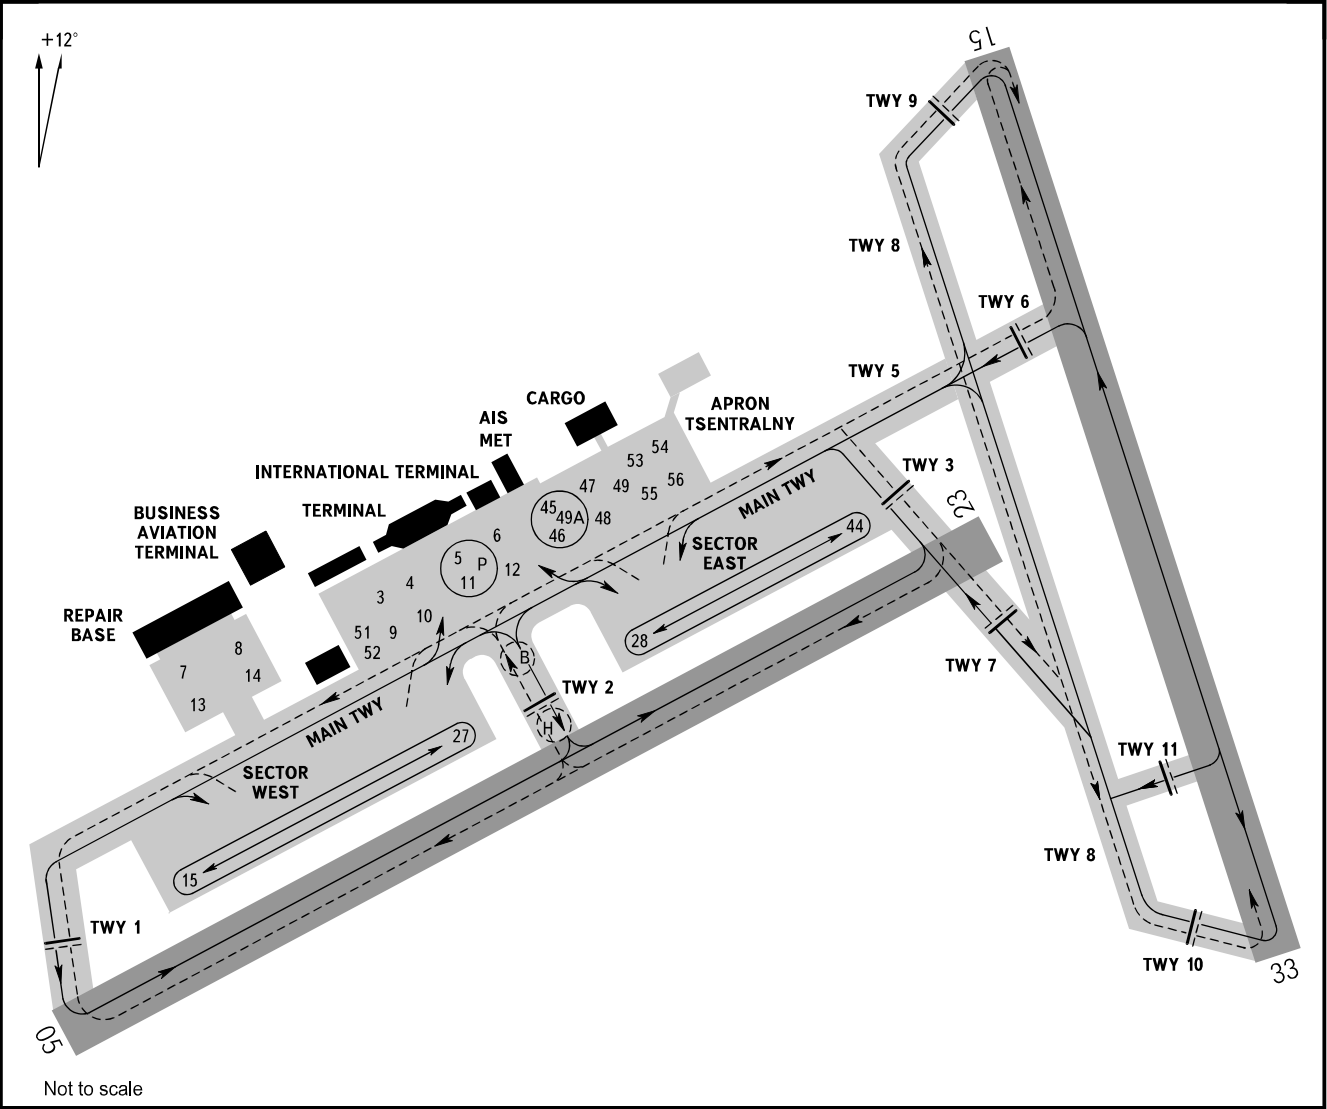 +12°
15
TWY 9
TWY 8
TWY 6
TWY 5
CARGO
APRON
TSENTRALNY
AIS
MET
INTERNATIONAL TERMINAL
TERMINAL
BUSINESS
AVIATION
TERMINAL
REPAIR
BASE
54
53
56
49
55
47
45
49A
48
46
6
5
P
11
12
4
3
10
51
9
52
8
7
14
13
MAIN TWY
TWY 3
23
SECTOR
EAST
44
28
B
TWY 2
H
TWY 7
MAIN TWY
27
SECTOR
WEST
15
TWY 11
TWY 8
TWY 1
TWY 10
33
05
Not to scale